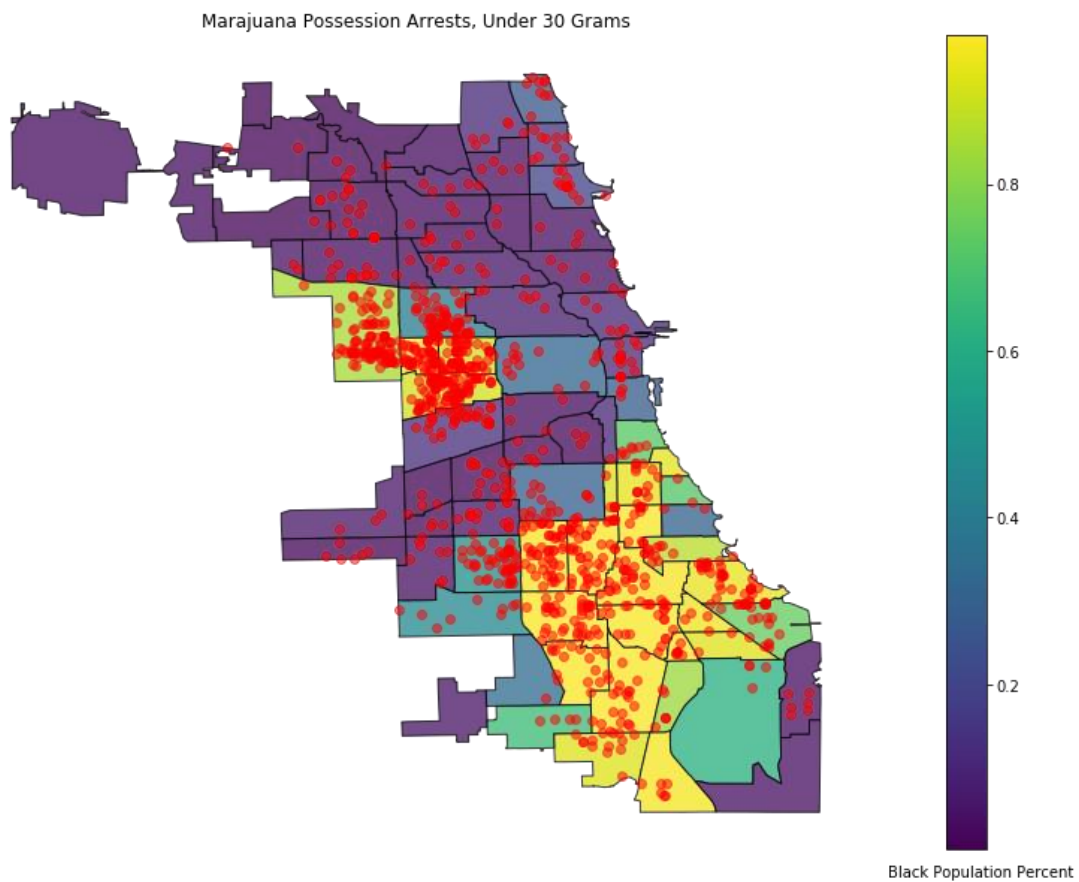 Marajuana Possession Arrests, Under 30 Grams
0.8
0.6
0.4
0.2
Black Population Percent